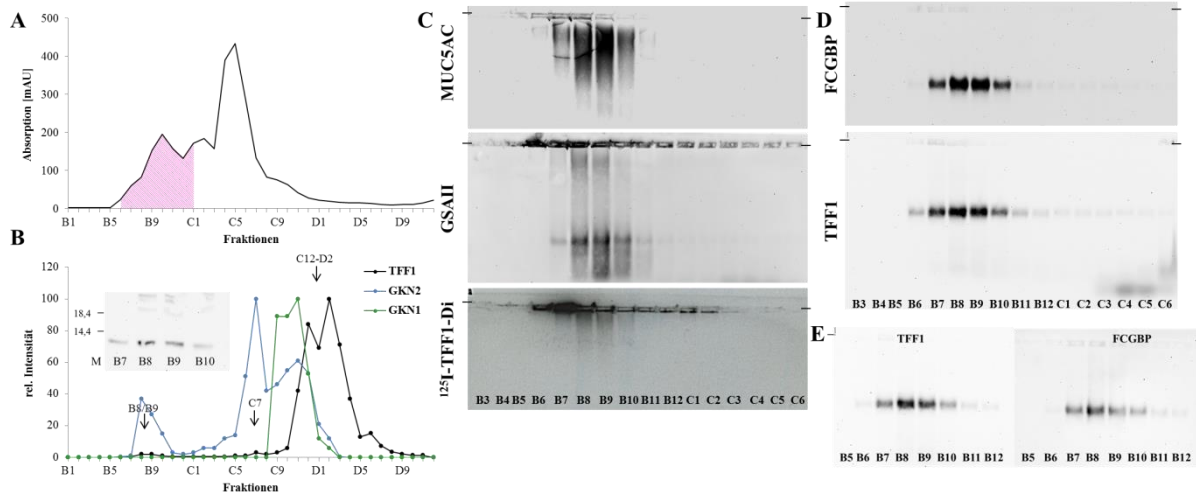 A
500
400
300
200
100
0
Absorption [mAU]
B1 B5 B9 C1 C5 C9 D1 D5 D9
Fraktionen
B
120
100
80
60
40
20
0
rel. Intensität
C12-D2
TFF1
GKN2
GKN1
18,4
14,4
M B7 B8 B9 B10
B8/B9
C7
B1 B5 B9 C1 C5 C9 D1 D5 D9
Fraktionen
C
MUC5AC
GSAII
¹²⁵I-TFF1-Di
B3 B4 B5 B6 B7 B8 B9 B10 B11 B12 C1 C2 C3 C4 C5 C6
D
FCGBP
TFF1
B3 B4 B5 B6 B7 B8 B9 B10 B11 B12 C1 C2 C3 C4 C5 C6
E
TFF1 FCGBP
B5 B6 B7 B8 B9 B10 B11 B12 B5 B6 B7 B8 B9 B10 B11 B12